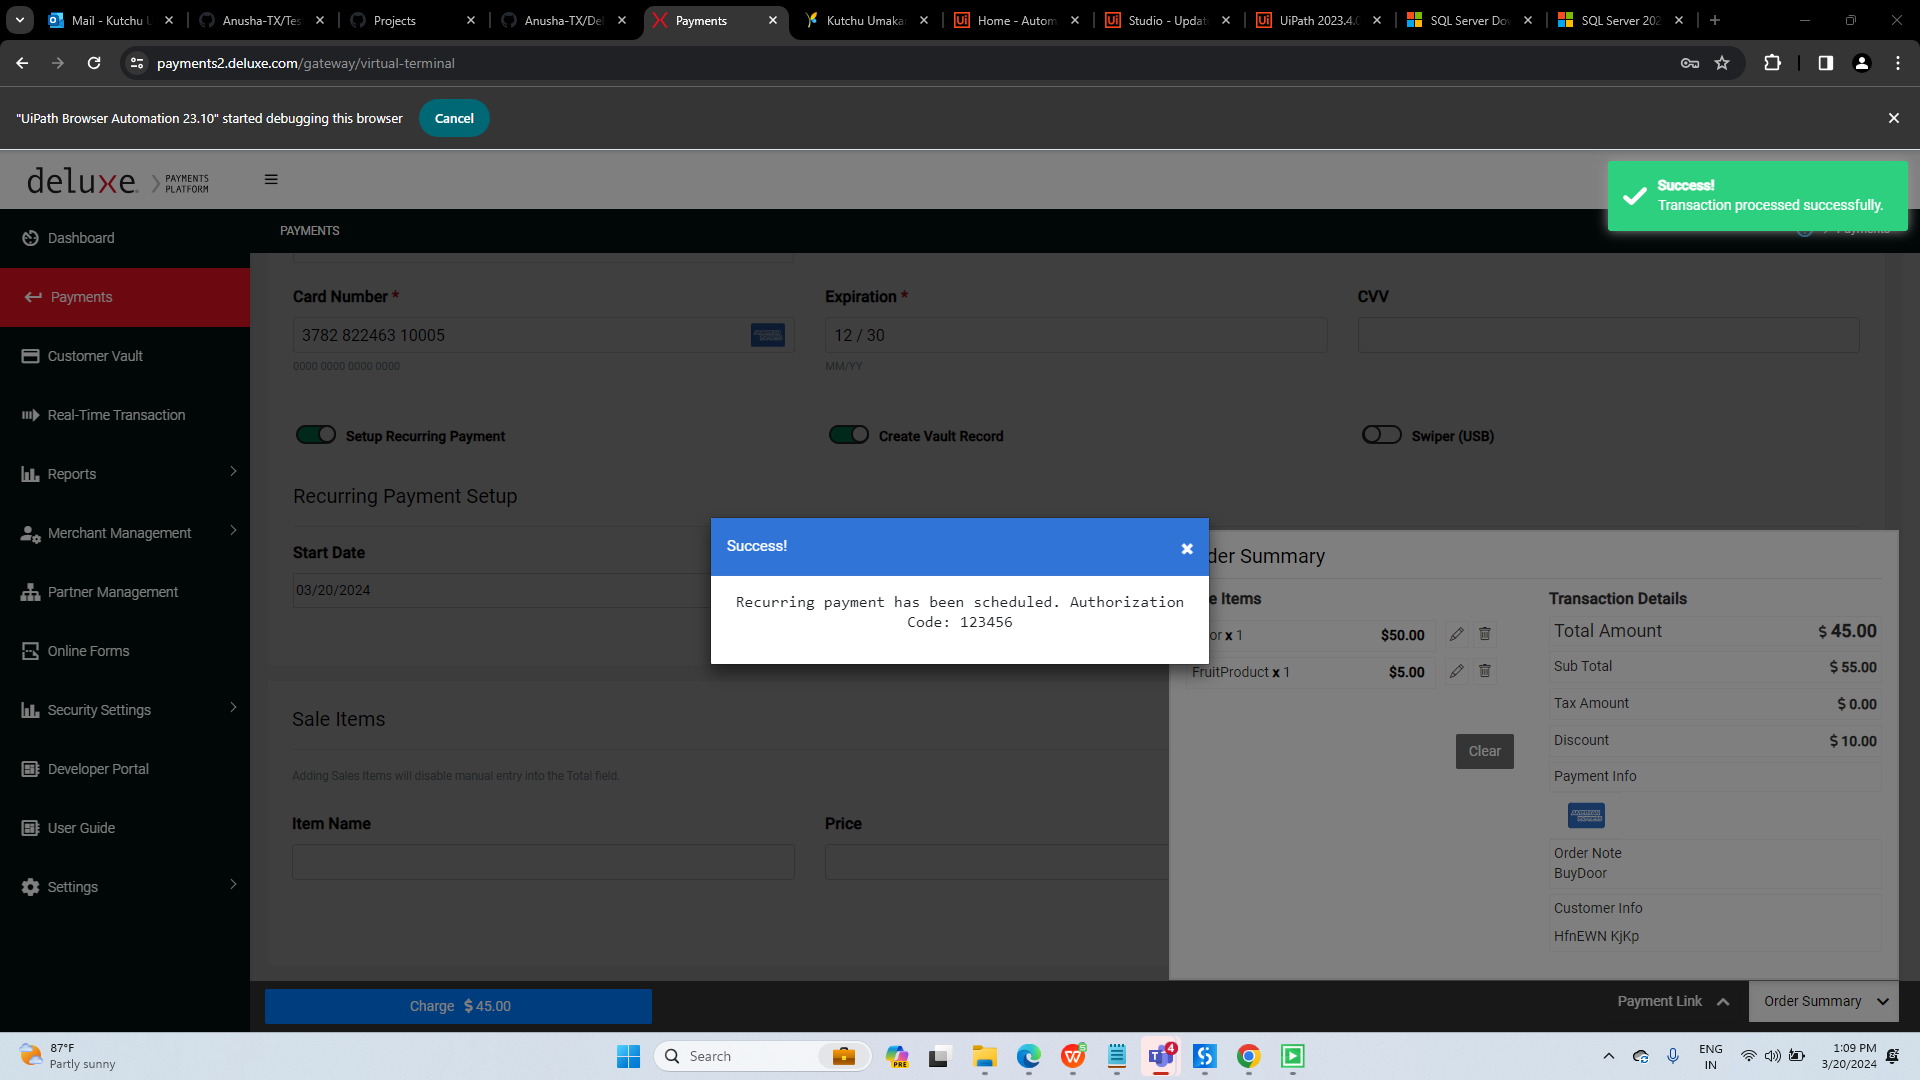 Mail - Kutchu U
Anusha-TX/Tes
Projects
Anusha-TX/Del
Payments
Kutchu Umakan
Home - Autom
Studio - Updat
UiPath 2023.4.0
SQL Server Do
SQL Server 202
payments2.deluxe.com/gateway/virtual-terminal
"UiPath Browser Automation 23.10" started debugging this browser
Cancel
deluxe
PAYMENTS
PLATFORM
Success!
Transaction processed successfully.
Dashboard
Payments
Customer Vault
Real-Time Transaction
Reports
Merchant Management
Partner Management
Online Forms
Security Settings
Developer Portal
User Guide
Settings
PAYMENTS
Payments
Card Number *
3782 822463 10005
0000 0000 0000 0000
Expiration *
12 / 30
MM/YY
CVV
Setup Recurring Payment
Create Vault Record
Swiper (USB)
Recurring Payment Setup
Start Date
03/20/2024
Success!
Recurring payment has been scheduled. Authorization
Code: 123456
Sale Items
Adding Sales Items will disable manual entry into the Total field.
Item Name
Price
der Summary
e Items
or x 1 $50.00
FruitProduct x 1 $5.00
Clear
Transaction Details
Total Amount $ 45.00
Sub Total $ 55.00
Tax Amount $ 0.00
Discount $ 10.00
Payment Info
Order Note
BuyDoor
Customer Info
HfnEWN KjKp
Charge $ 45.00
Payment Link
Order Summary
87°F
Partly sunny
Search
PRE
4
ENG
IN
1:09 PM
3/20/2024